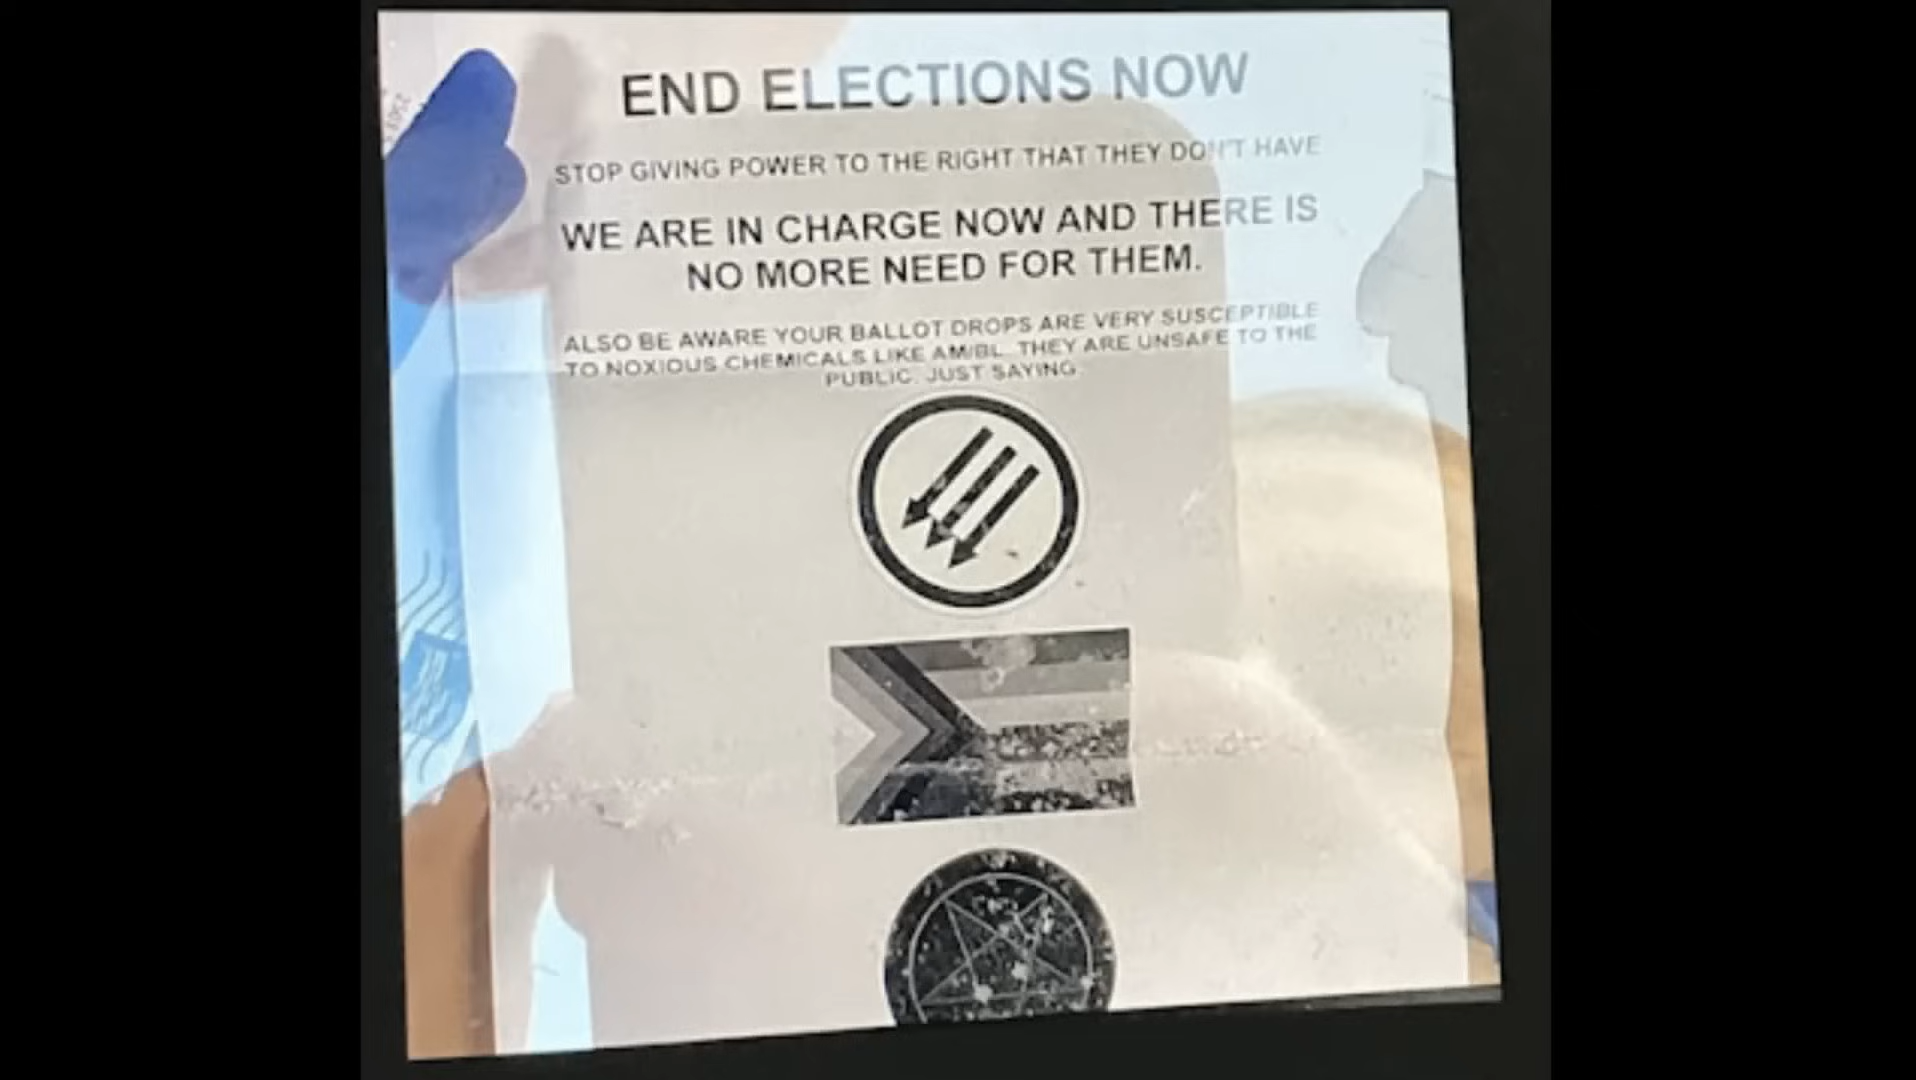 END ELECTIONS NOW
STOP GIVING POWER TO THE RIGHT THAT THEY DON'T HAVE
WE ARE IN CHARGE NOW AND THERE IS
NO MORE NEED FOR THEM.
ALSO BE AWARE YOUR BALLOT DROPS ARE VERY SUSCEPTIBLE
TO NOXIOUS CHEMICALS LIKE AM/BL. THEY ARE UNSAFE TO THE
PUBLIC. JUST SAYING.